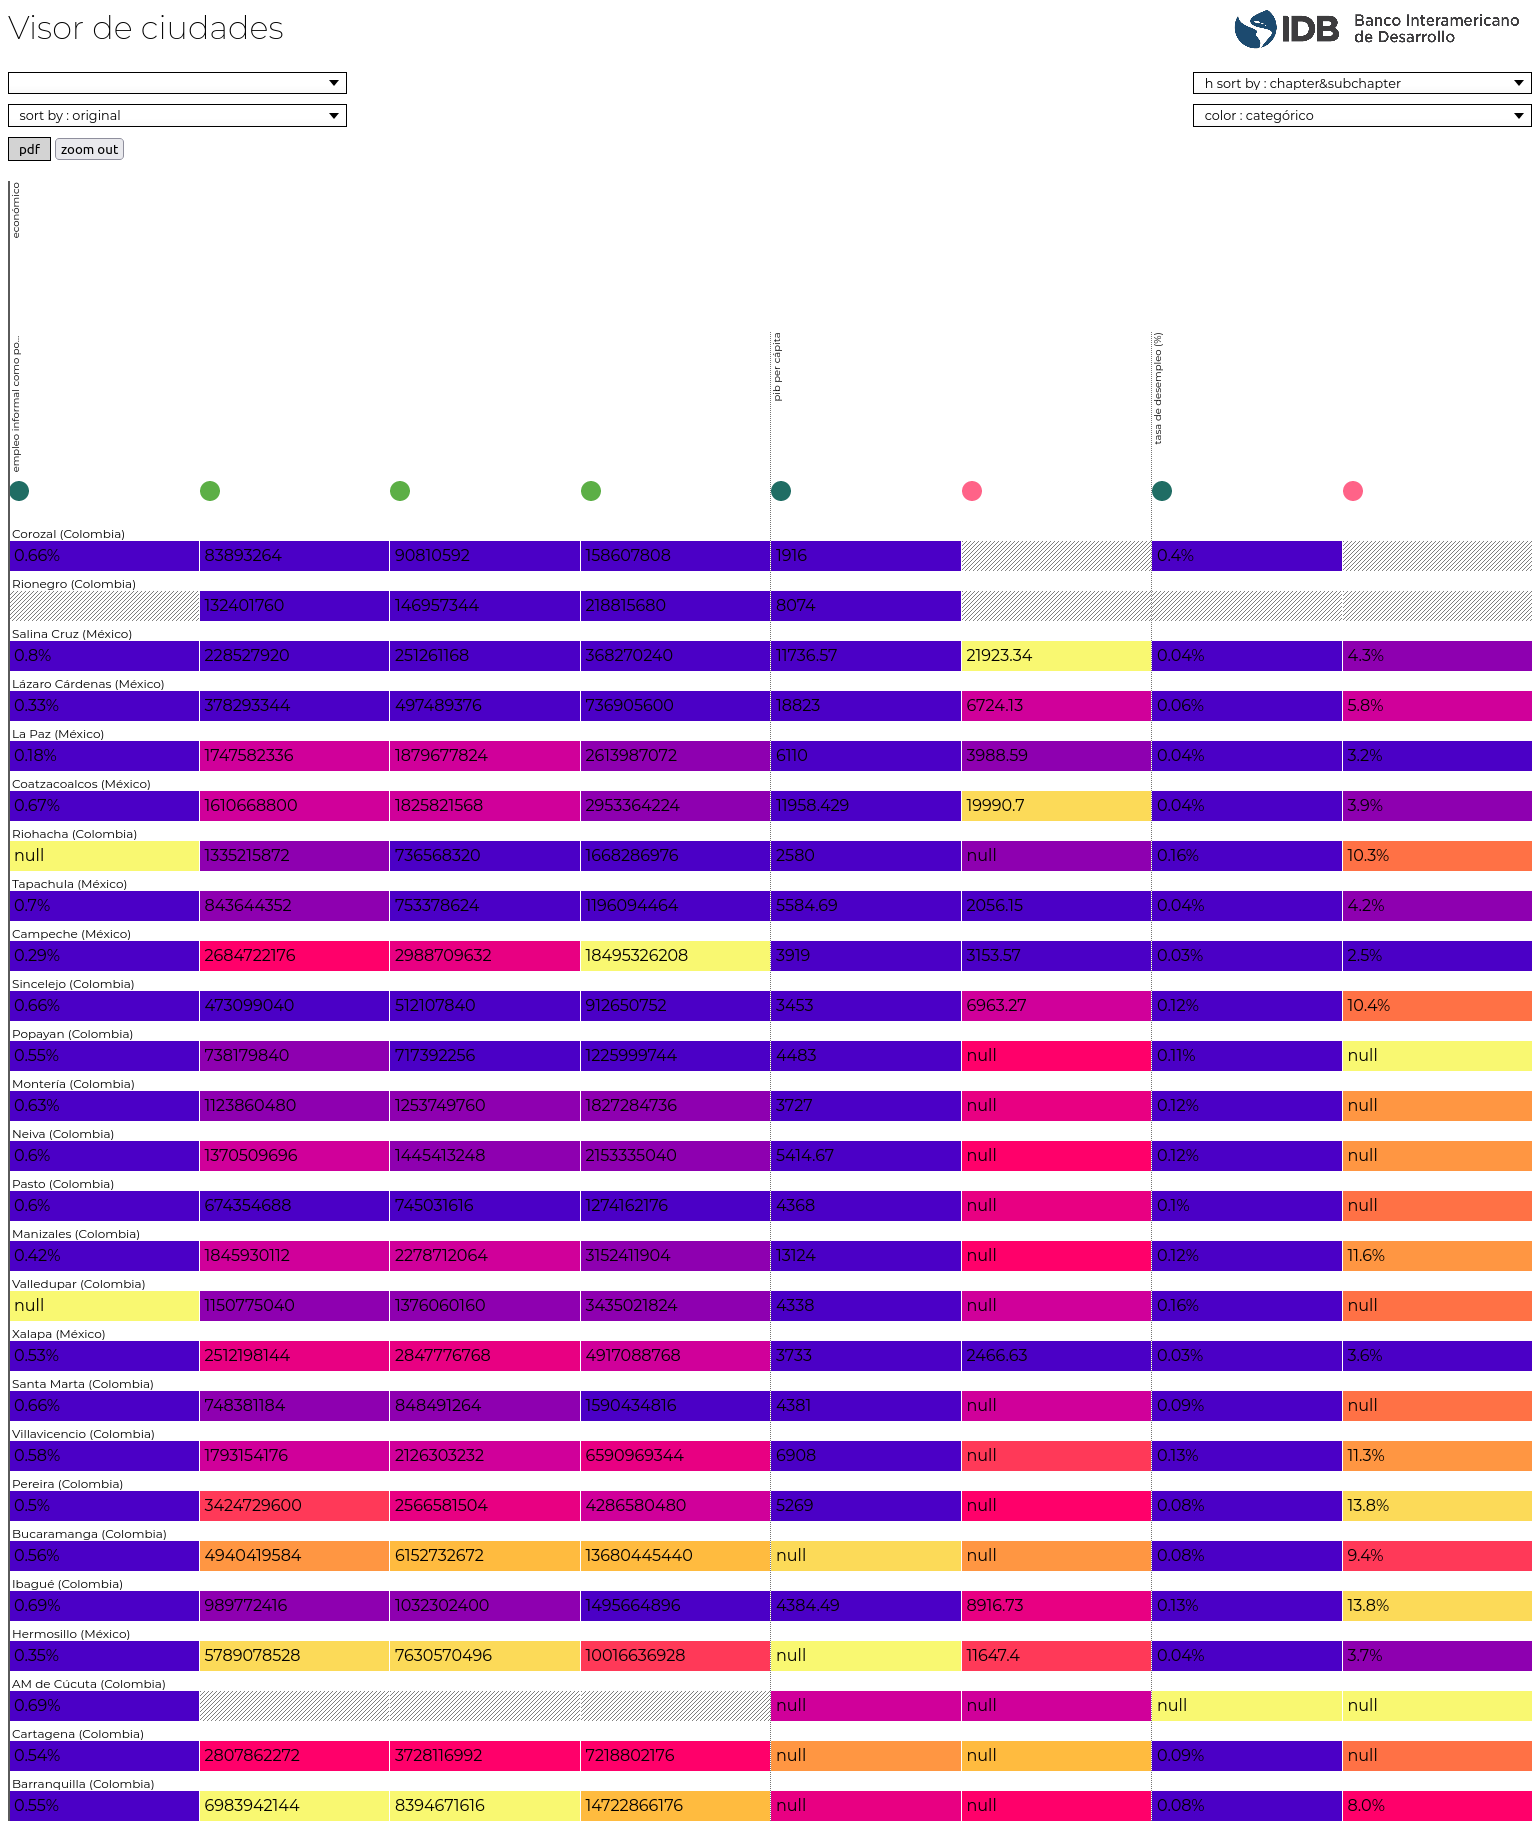 Visor de ciudades
IDB Banco Interamericano
de Desarrollo
h sort by : chapter&subchapter
sort by : original
color : categórico
pdf zoom out
económico
empleo informal como po...
pib per cápita
tasa de desempleo (%)
Corozal (Colombia)
0.66% 83893264 90810592 158607808 1916 0.4%
Rionegro (Colombia)
132401760 146957344 218815680 8074
Salina Cruz (México)
0.8% 228527920 251261168 368270240 11736.57 21923.34 0.04% 4.3%
Lázaro Cárdenas (México)
0.33% 378293344 497489376 736905600 18823 6724.13 0.06% 5.8%
La Paz (México)
0.18% 1747582336 1879677824 2613987072 6110 3988.59 0.04% 3.2%
Coatzacoalcos (México)
0.67% 1610668800 1825821568 2953364224 11958.429 19990.7 0.04% 3.9%
Riohacha (Colombia)
null 1335215872 736568320 1668286976 2580 null 0.16% 10.3%
Tapachula (México)
0.7% 843644352 753378624 1196094464 5584.69 2056.15 0.04% 4.2%
Campeche (México)
0.29% 2684722176 2988709632 18495326208 3919 3153.57 0.03% 2.5%
Sincelejo (Colombia)
0.66% 473099040 512107840 912650752 3453 6963.27 0.12% 10.4%
Popayan (Colombia)
0.55% 738179840 717392256 1225999744 4483 null 0.11% null
Montería (Colombia)
0.63% 1123860480 1253749760 1827284736 3727 null 0.12% null
Neiva (Colombia)
0.6% 1370509696 1445413248 2153335040 5414.67 null 0.12% null
Pasto (Colombia)
0.6% 674354688 745031616 1274162176 4368 null 0.1% null
Manizales (Colombia)
0.42% 1845930112 2278712064 3152411904 13124 null 0.12% 11.6%
Valledupar (Colombia)
null 1150775040 1376060160 3435021824 4338 null 0.16% null
Xalapa (México)
0.53% 2512198144 2847776768 4917088768 3733 2466.63 0.03% 3.6%
Santa Marta (Colombia)
0.66% 748381184 848491264 1590434816 4381 null 0.09% null
Villavicencio (Colombia)
0.58% 1793154176 2126303232 6590969344 6908 null 0.13% 11.3%
Pereira (Colombia)
0.5% 3424729600 2566581504 4286580480 5269 null 0.08% 13.8%
Bucaramanga (Colombia)
0.56% 4940419584 6152732672 13680445440 null null 0.08% 9.4%
Ibagué (Colombia)
0.69% 989772416 1032302400 1495664896 4384.49 8916.73 0.13% 13.8%
Hermosillo (México)
0.35% 5789078528 7630570496 10016636928 null 11647.4 0.04% 3.7%
AM de Cúcuta (Colombia)
0.69% null null null null
Cartagena (Colombia)
0.54% 2807862272 3728116992 7218802176 null null 0.09% null
Barranquilla (Colombia)
0.55% 6983942144 8394671616 14722866176 null null 0.08% 8.0%